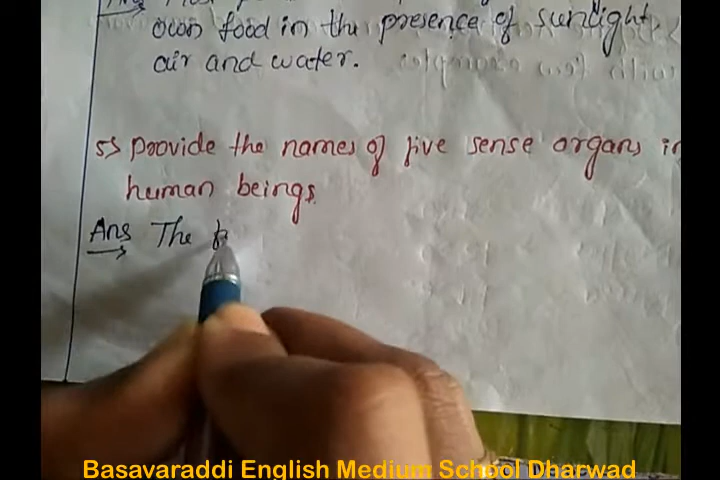 own food in the presence of sunlight,
air and water.
5) Provide the names of five sense organs in
human beings.
Ans The
Basavaraddi English Medium School Dharwad